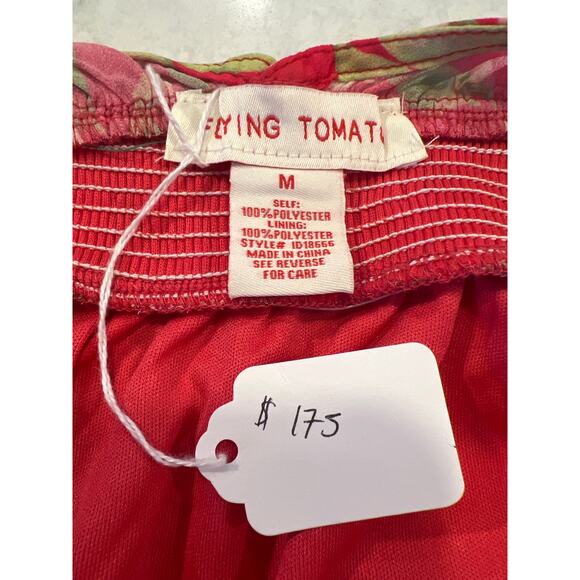 FLYING TOMATO
M
SELF:
100%POLYESTER
LINING:
100%POLYESTER
STYLE# ID18666
MADE IN CHINA
SEE REVERSE
FOR CARE
$ 175